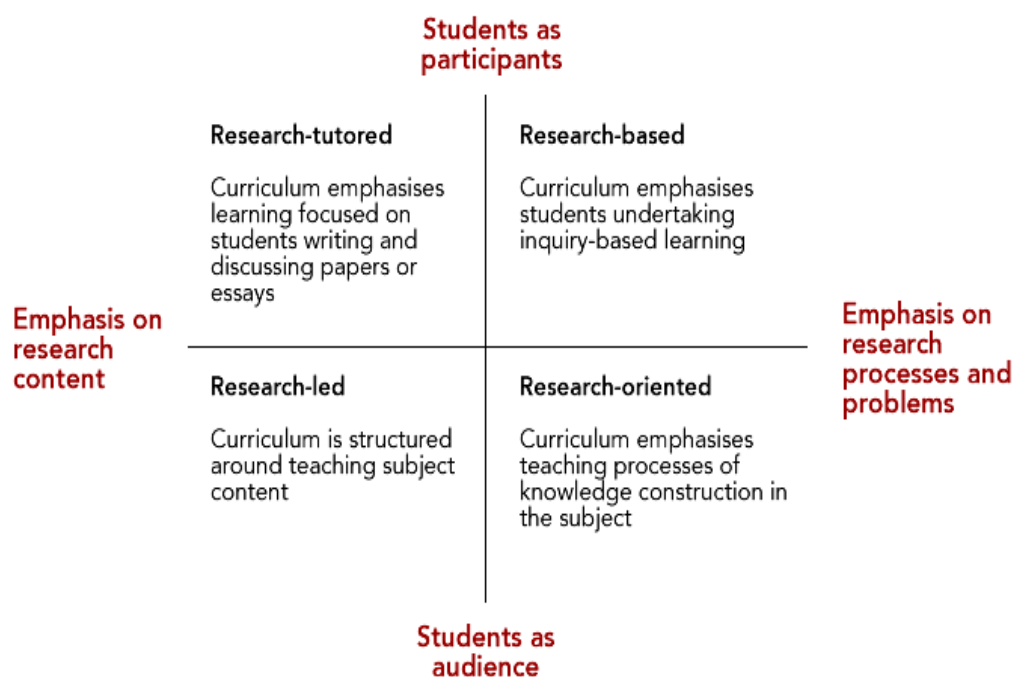 Students as
participants
Research-tutored
Curriculum emphasises
learning focused on
students writing and
discussing papers or
essays
Research-based
Curriculum emphasises
students undertaking
inquiry-based learning
Emphasis on
research
content
Emphasis on
research
processes and
problems
Research-led
Curriculum is structured
around teaching subject
content
Research-oriented
Curriculum emphasises
teaching processes of
knowledge construction in
the subject
Students as
audience